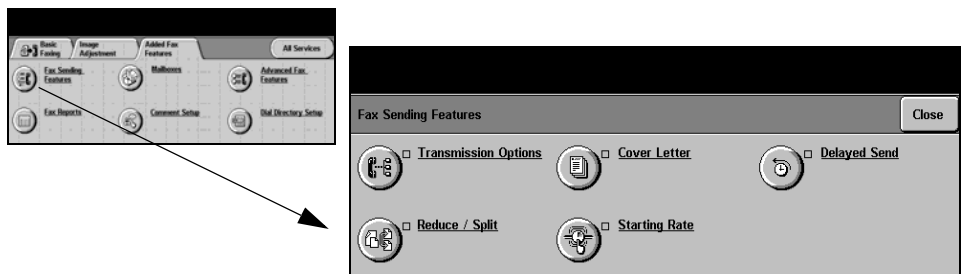 Basic Faxing
Image Adjustment
Added Fax Features
All Services
Fax Sending Features
Mailboxes
Advanced Fax Features
Fax Reports
Comment Setup
Dial Directory Setup
Fax Sending Features
Close
Transmission Options
Cover Letter
Delayed Send
Reduce / Split
Starting Rate